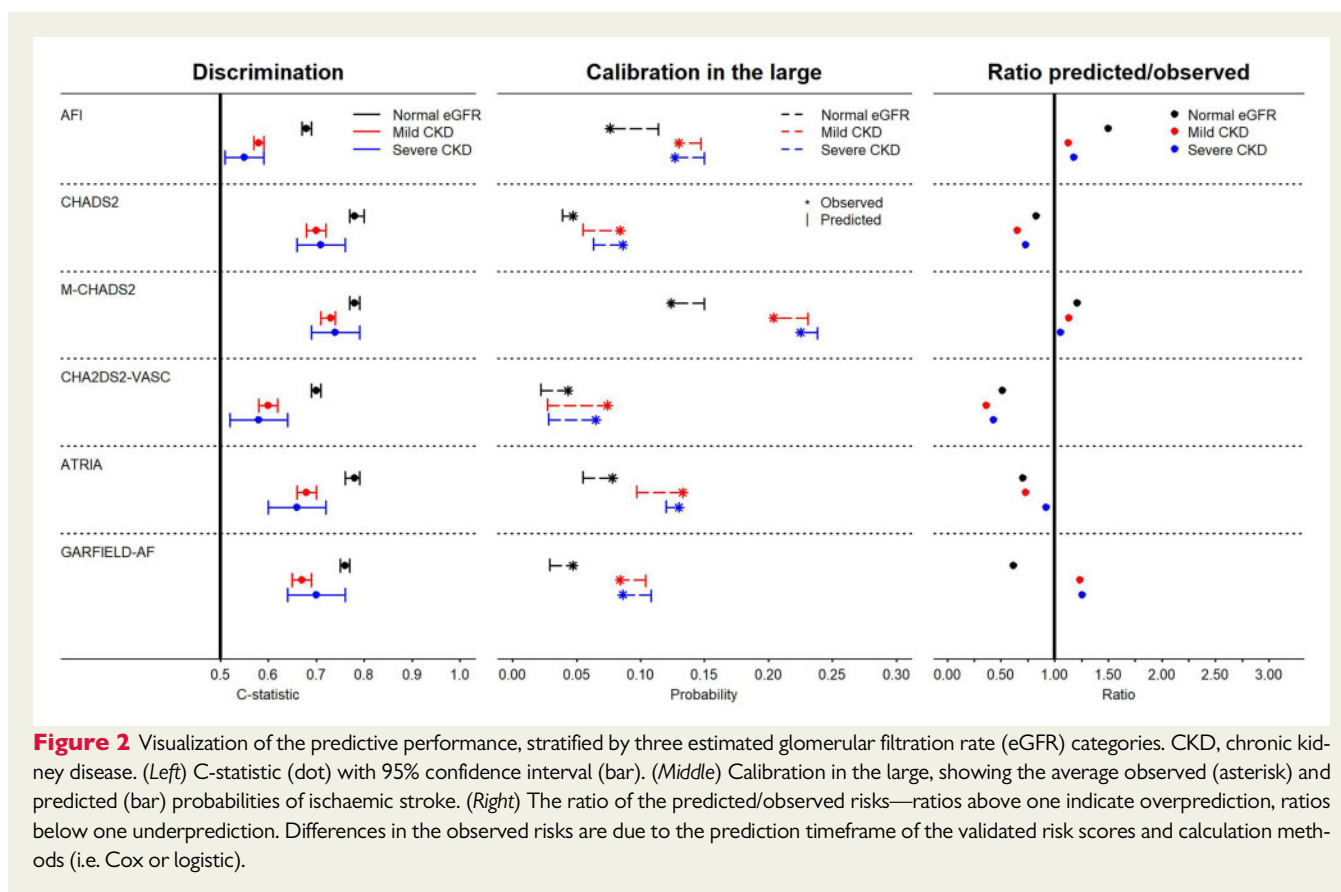 Discrimination
Calibration in the large
Ratio predicted/observed
AFI
Normal eGFR
Mild CKD
Severe CKD
Normal eGFR
Mild CKD
Severe CKD
Normal eGFR
Mild CKD
Severe CKD
CHADS2
* Observed
| Predicted
M-CHADS2
CHA2DS2-VASC
ATRIA
GARFIELD-AF
0.5 0.6 0.7 0.8 0.9 1.0
C-statistic
0.00 0.05 0.10 0.15 0.20 0.25 0.30
Probability
0.00 0.50 1.00 1.50 2.00 2.50 3.00
Ratio
Figure 2 Visualization of the predictive performance, stratified by three estimated glomerular filtration rate (eGFR) categories. CKD, chronic kid-
ney disease. (Left) C-statistic (dot) with 95% confidence interval (bar). (Middle) Calibration in the large, showing the average observed (asterisk) and
predicted (bar) probabilities of ischaemic stroke. (Right) The ratio of the predicted/observed risks—ratios above one indicate overprediction, ratios
below one underprediction. Differences in the observed risks are due to the prediction timeframe of the validated risk scores and calculation meth-
ods (i.e. Cox or logistic).